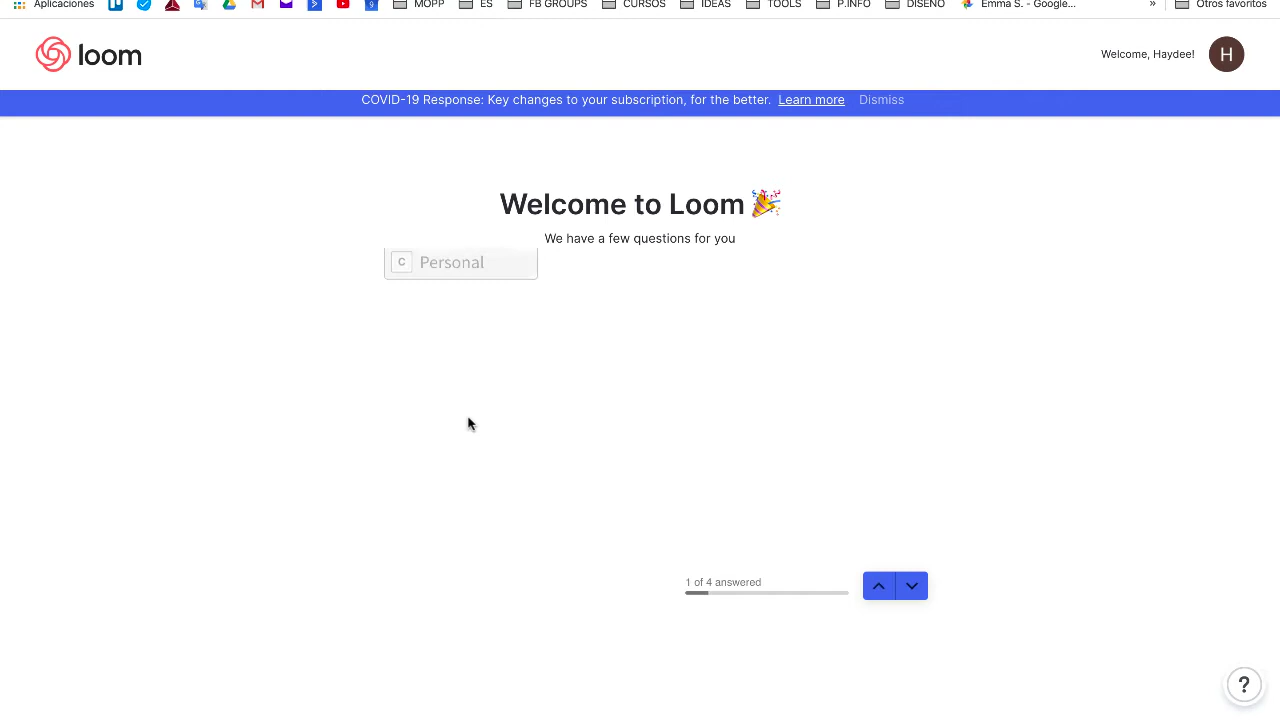 Aplicaciones MOPP ES FB GROUPS CURSOS IDEAS TOOLS P.INFO DISEÑO Emma S. - Google... » Otros favoritos
loom Welcome, Haydee! H
COVID-19 Response: Key changes to your subscription, for the better. Learn more Dismiss
Welcome to Loom 🎉
We have a few questions for you
C Personal
1 of 4 answered
?